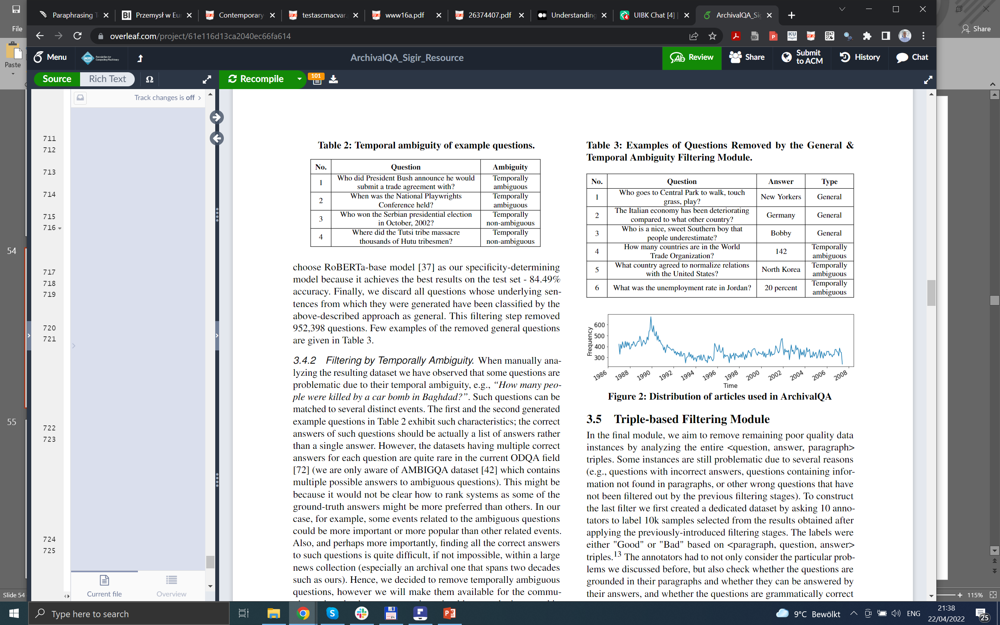 File
Paste
54
55
Slide 54
Share
115%
Paraphrasing T
Przemysł w Eur
Contemporary
testascmacvar.
www16a.pdf
26374407.pdf
Understanding
UIBK Chat [4] |
ArchivalQA_Sig
overleaf.com/project/61e116d13ca2040ec66fa614
Menu
ArchivalQA_Sigir_Resource
Review
Share
Submit
to ACM
History
Chat
Source
Rich Text
Ω
Recompile
101
Track changes is off
711
712
713
714
715
716
717
718
719
720
721
722
723
724
725
Current file
Overview
Table 2: Temporal ambiguity of example questions.
No. Question Ambiguity
1 Who did President Bush announce he would submit a trade agreement with? Temporally ambiguous
2 When was the National Playwrights Conference held? Temporally ambiguous
3 Who won the Serbian presidential election in October, 2002? Temporally non-ambiguous
4 Where did the Tutsi tribe massacre thousands of Hutu tribesmen? Temporally non-ambiguous
choose RoBERTa-base model [37] as our specificity-determining
model because it achieves the best results on the test set - 84.49%
accuracy. Finally, we discard all questions whose underlying sen-
tences from which they were generated have been classified by the
above-described approach as general. This filtering step removed
952,398 questions. Few examples of the removed general questions
are given in Table 3.
3.4.2 Filtering by Temporally Ambiguity. When manually ana-
lyzing the resulting dataset we have observed that some questions are
problematic due to their temporal ambiguity, e.g., “How many peo-
ple were killed by a car bomb in Baghdad?”. Such questions can be
matched to several distinct events. The first and the second generated
example questions in Table 2 exhibit such characteristics; the correct
answers of such questions should be actually a list of answers rather
than a single answer. However, the datasets having multiple correct
answers for each question are quite rare in the current ODQA field
[72] (we are only aware of AMBIGQA dataset [42] which contains
multiple possible answers to ambiguous questions). This might be
because it would not be clear how to rank systems as some of the
ground-truth answers might be more preferred than others. In our
case, for example, some events related to the ambiguous questions
could be more important or more popular than other related events.
Also, and perhaps more importantly, finding all the correct answers
to such questions is quite difficult, if not impossible, within a large
news collection (especially an archival one that spans two decades
such as ours). Hence, we decided to remove temporally ambiguous
questions, however we will make them available for the commu-
Table 3: Examples of Questions Removed by the General &
Temporal Ambiguity Filtering Module.
No. Question Answer Type
1 Who goes to Central Park to walk, touch grass, play? New Yorkers General
2 The Italian economy has been deteriorating compared to what other country? Germany General
3 Who is a nice, sweet Southern boy that people underestimate? Bobby General
4 How many countries are in the World Trade Organization? 142 Temporally ambiguous
5 What country agreed to normalize relations with the United States? North Korea Temporally ambiguous
6 What was the unemployment rate in Jordan? 20 percent Temporally ambiguous
Frequency
600
500
400
300
1986 1988 1990 1992 1994 1996 1998 2000 2002 2004 2006 2008
Time
Figure 2: Distribution of articles used in ArchivalQA
3.5 Triple-based Filtering Module
In the final module, we aim to remove remaining poor quality data
instances by analyzing the entire <question, answer, paragraph>
triples. Some instances are still problematic due to several reasons
(e.g., questions with incorrect answers, questions containing infor-
mation not found in paragraphs, or other wrong questions that have
not been filtered out by the previous filtering stages). To construct
the last filter we first created a dedicated dataset by asking 10 anno-
tators to label 10k samples selected from the results obtained after
applying the previously-introduced filtering stages. The labels were
either "Good" or "Bad" based on <paragraph, question, answer>
triples.13 The annotators had to not only consider the particular prob-
lems we discussed before, but also check whether the questions are
grounded in their paragraphs and whether they can be answered by
their answers, and whether the questions are grammatically correct
Type here to search
9°C Bewölkt
ENG
21:38
22/04/2022
25